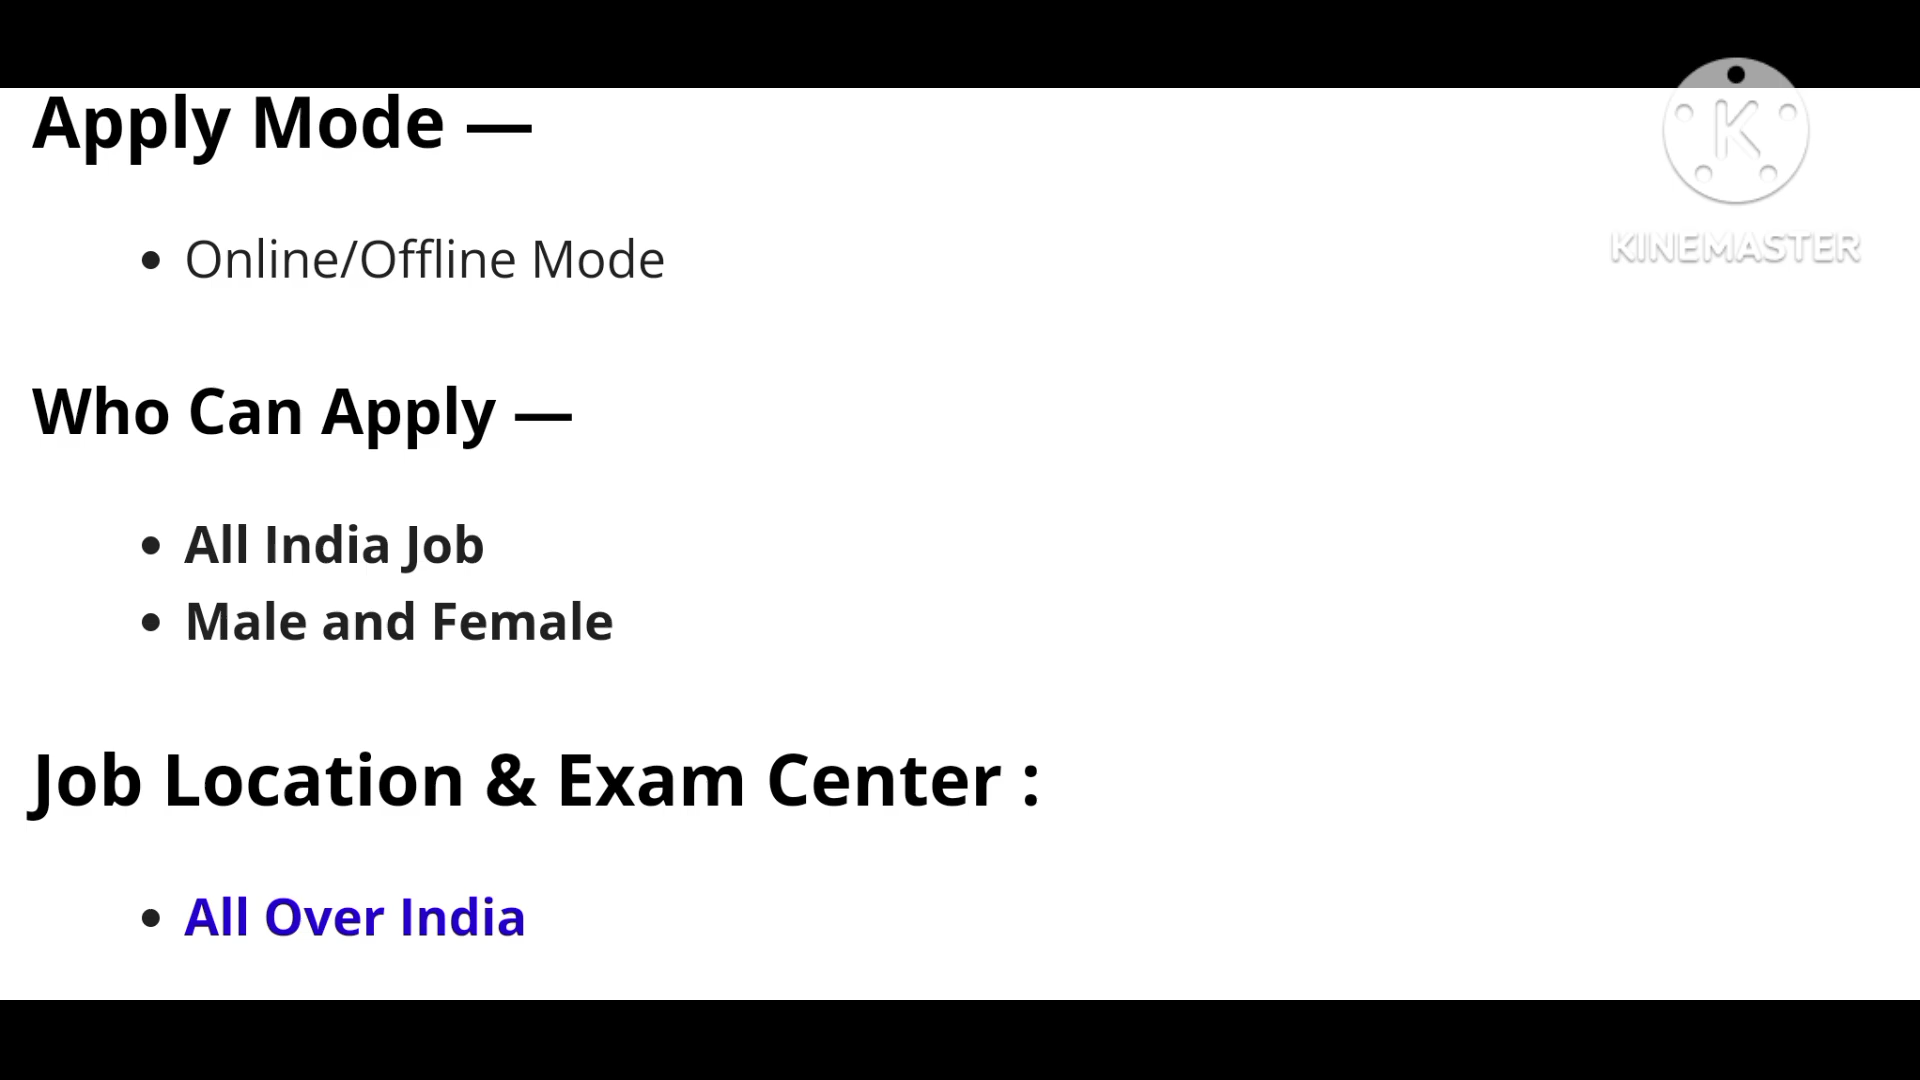 Apply Mode —
K
KINEMASTER
• Online/Offline Mode
Who Can Apply —
• All India Job
• Male and Female
Job Location & Exam Center :
• All Over India